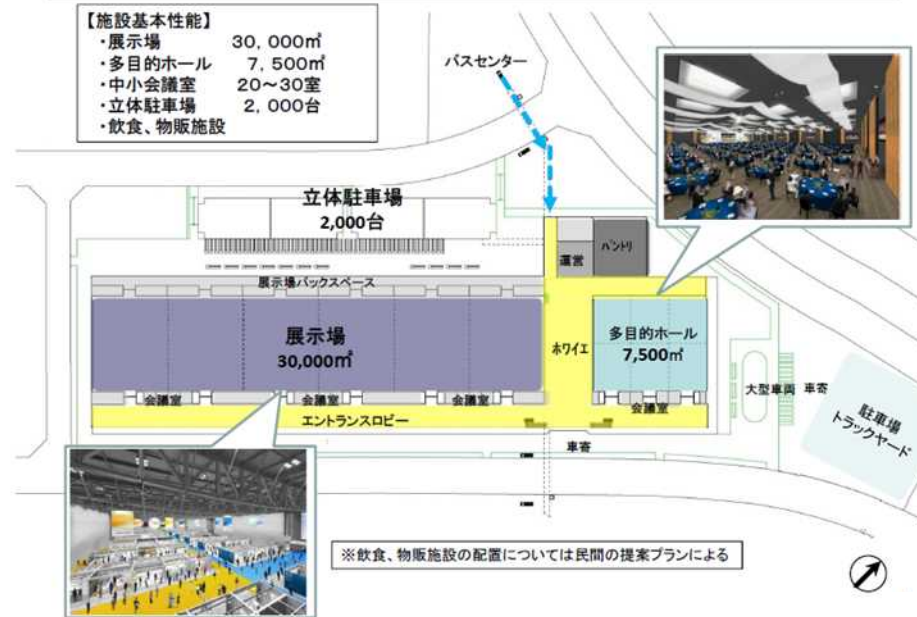 【施設基本性能】
・展示場 30,000㎡
・多目的ホール 7,500㎡
・中小会議室 20～30室
・立体駐車場 2,000台
・飲食、物販施設
バスセンター
立体駐車場
2,000台
運営
パントリ
展示場バックスペース
展示場
30,000㎡
ホワイエ
多目的ホール
7,500㎡
大型車両 車寄
駐車場
トラックヤード
会議室
会議室
会議室
会議室
エントランスロビー
車寄
※飲食、物販施設の配置については民間の提案プランによる